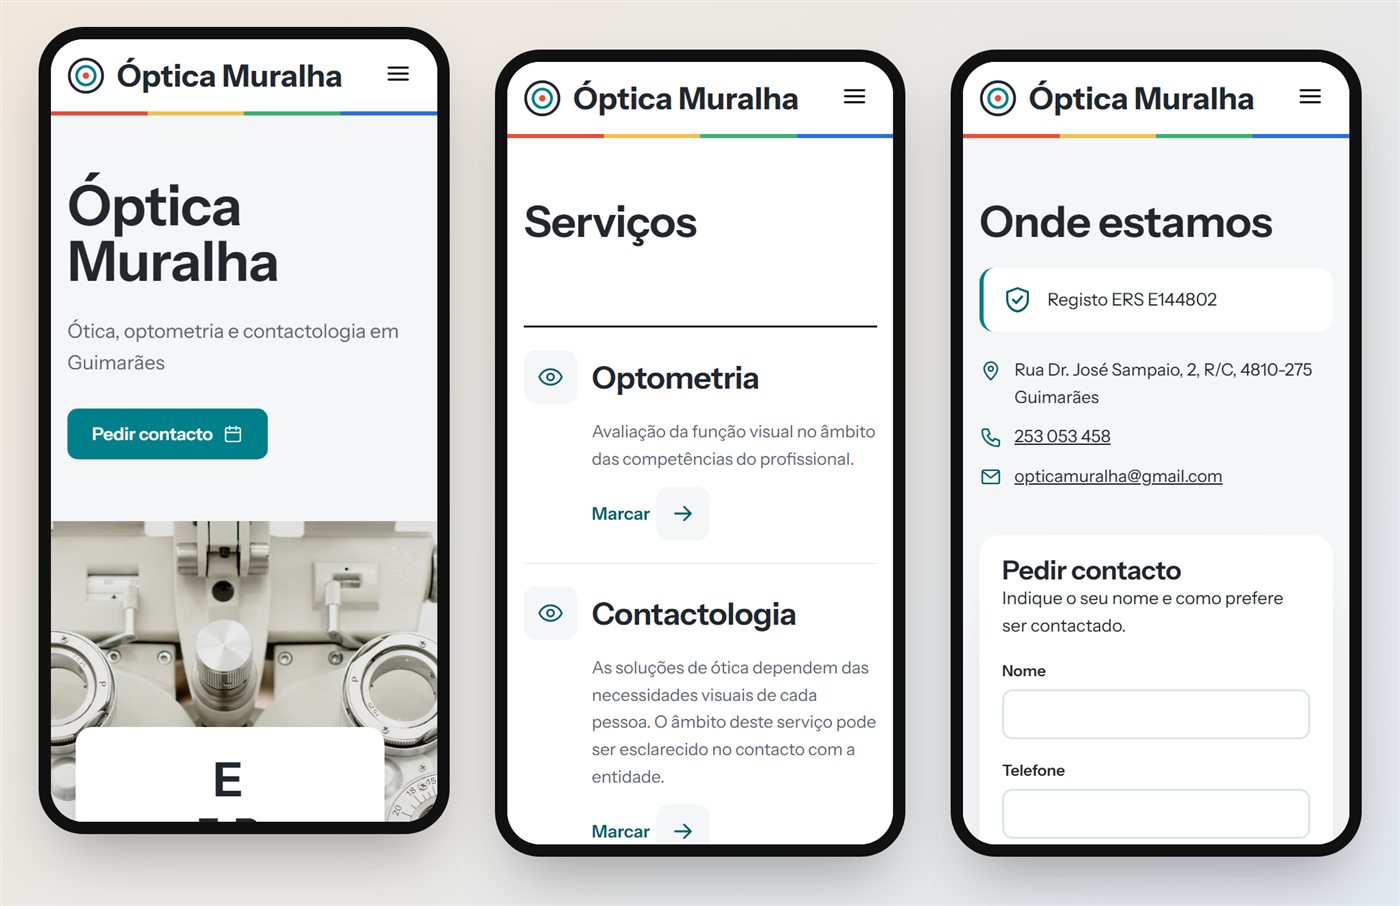 Óptica Muralha
Óptica
Muralha
Ótica, optometria e contactologia em
Guimarães
Pedir contacto
E
Óptica Muralha
Serviços
Optometria
Avaliação da função visual no âmbito
das competências do profissional.
Marcar
Contactologia
As soluções de ótica dependem das
necessidades visuais de cada
pessoa. O âmbito deste serviço pode
ser esclarecido no contacto com a
entidade.
Marcar
Óptica Muralha
Onde estamos
Registo ERS E144802
Rua Dr. José Sampaio, 2, R/C, 4810-275
Guimarães
253 053 458
opticamuralha@gmail.com
Pedir contacto
Indique o seu nome e como prefere
ser contactado.
Nome
Telefone